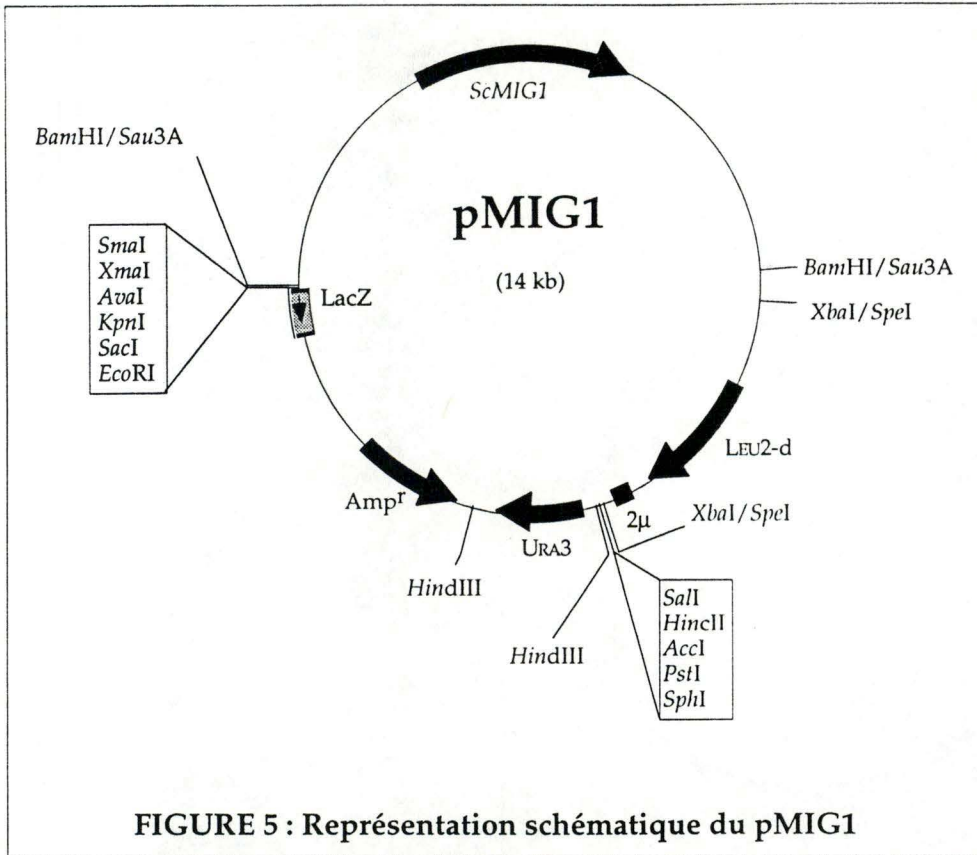 ScMIG1
BamHI/Sau3A
pMIG1
(14 kb)
SmaI
XmaI
AvaI
KpnI
SacI
EcoRI
LacZ
BamHI/Sau3A
XbaI/SpeI
LEU2-d
Ampr
2µ
XbaI/SpeI
URA3
HindIII
HindIII
SalI
HincII
AccI
PstI
SphI
FIGURE 5 : Représentation schématique du pMIG1